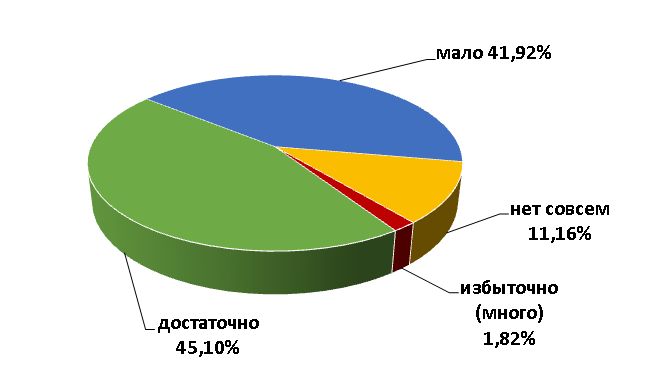 мало 41,92%
нет совсем
11,16%
избыточно
(много)
1,82%
достаточно
45,10%